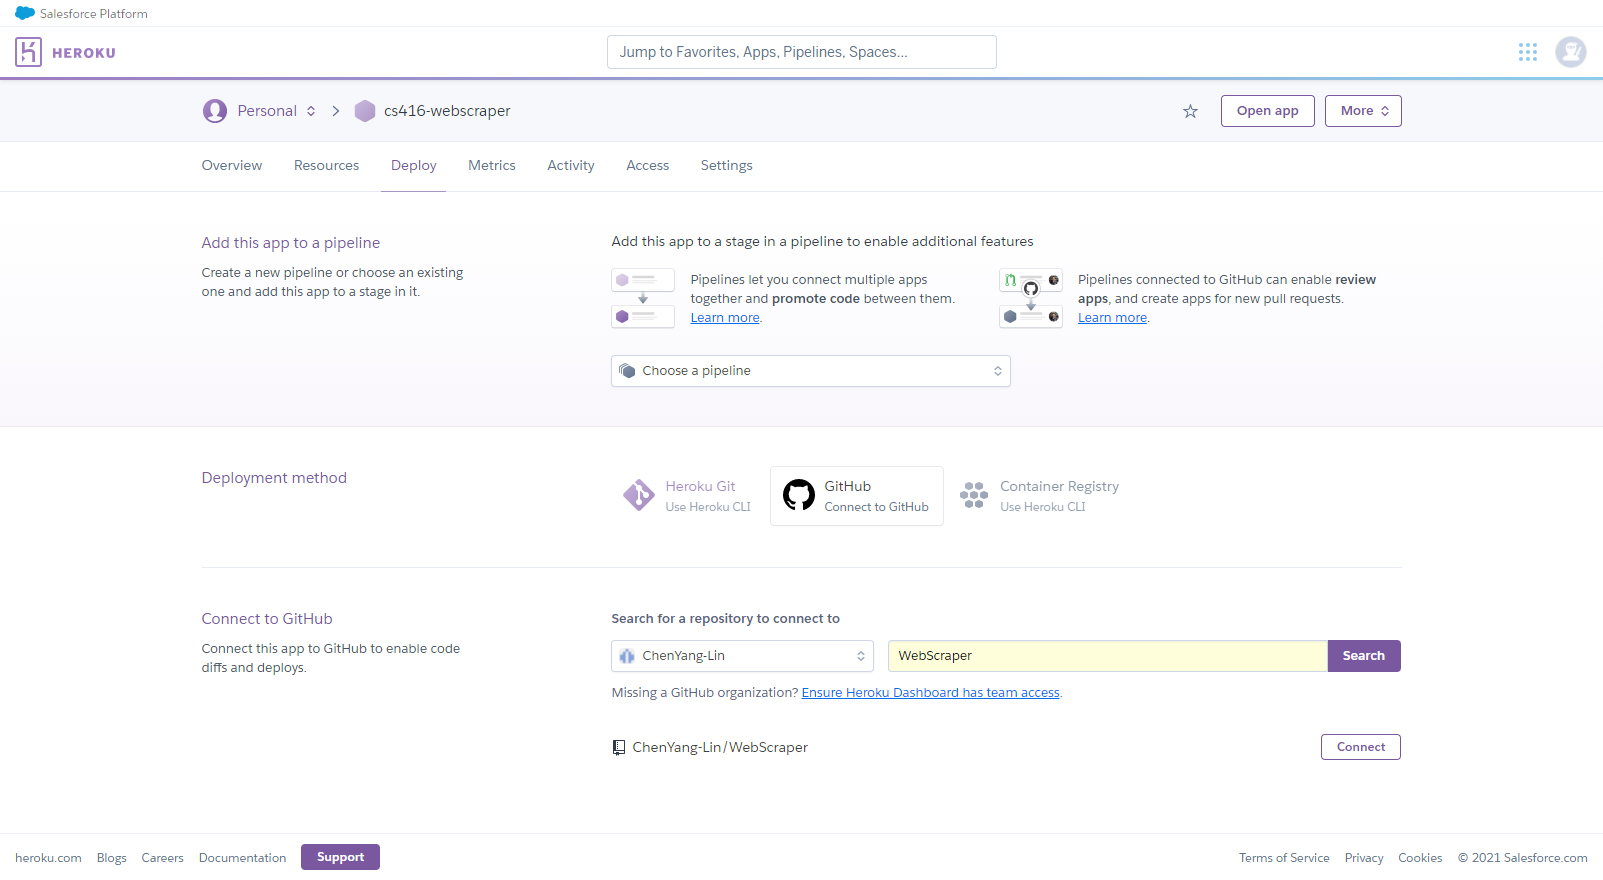 Salesforce Platform
HEROKU
Jump to Favorites, Apps, Pipelines, Spaces...
Personal
cs416-webscraper
Open app
More
Overview
Resources
Deploy
Metrics
Activity
Access
Settings
Add this app to a pipeline
Create a new pipeline or choose an existing
one and add this app to a stage in it.
Add this app to a stage in a pipeline to enable additional features
Pipelines let you connect multiple apps
together and promote code between them.
Learn more.
Pipelines connected to GitHub can enable review
apps, and create apps for new pull requests.
Learn more.
Choose a pipeline
Deployment method
Heroku Git
Use Heroku CLI
GitHub
Connect to GitHub
Container Registry
Use Heroku CLI
Connect to GitHub
Connect this app to GitHub to enable code
diffs and deploys.
Search for a repository to connect to
ChenYang-Lin
WebScraper
Search
Missing a GitHub organization? Ensure Heroku Dashboard has team access.
ChenYang-Lin/WebScraper
Connect
heroku.com
Blogs
Careers
Documentation
Support
Terms of Service
Privacy
Cookies
© 2021 Salesforce.com